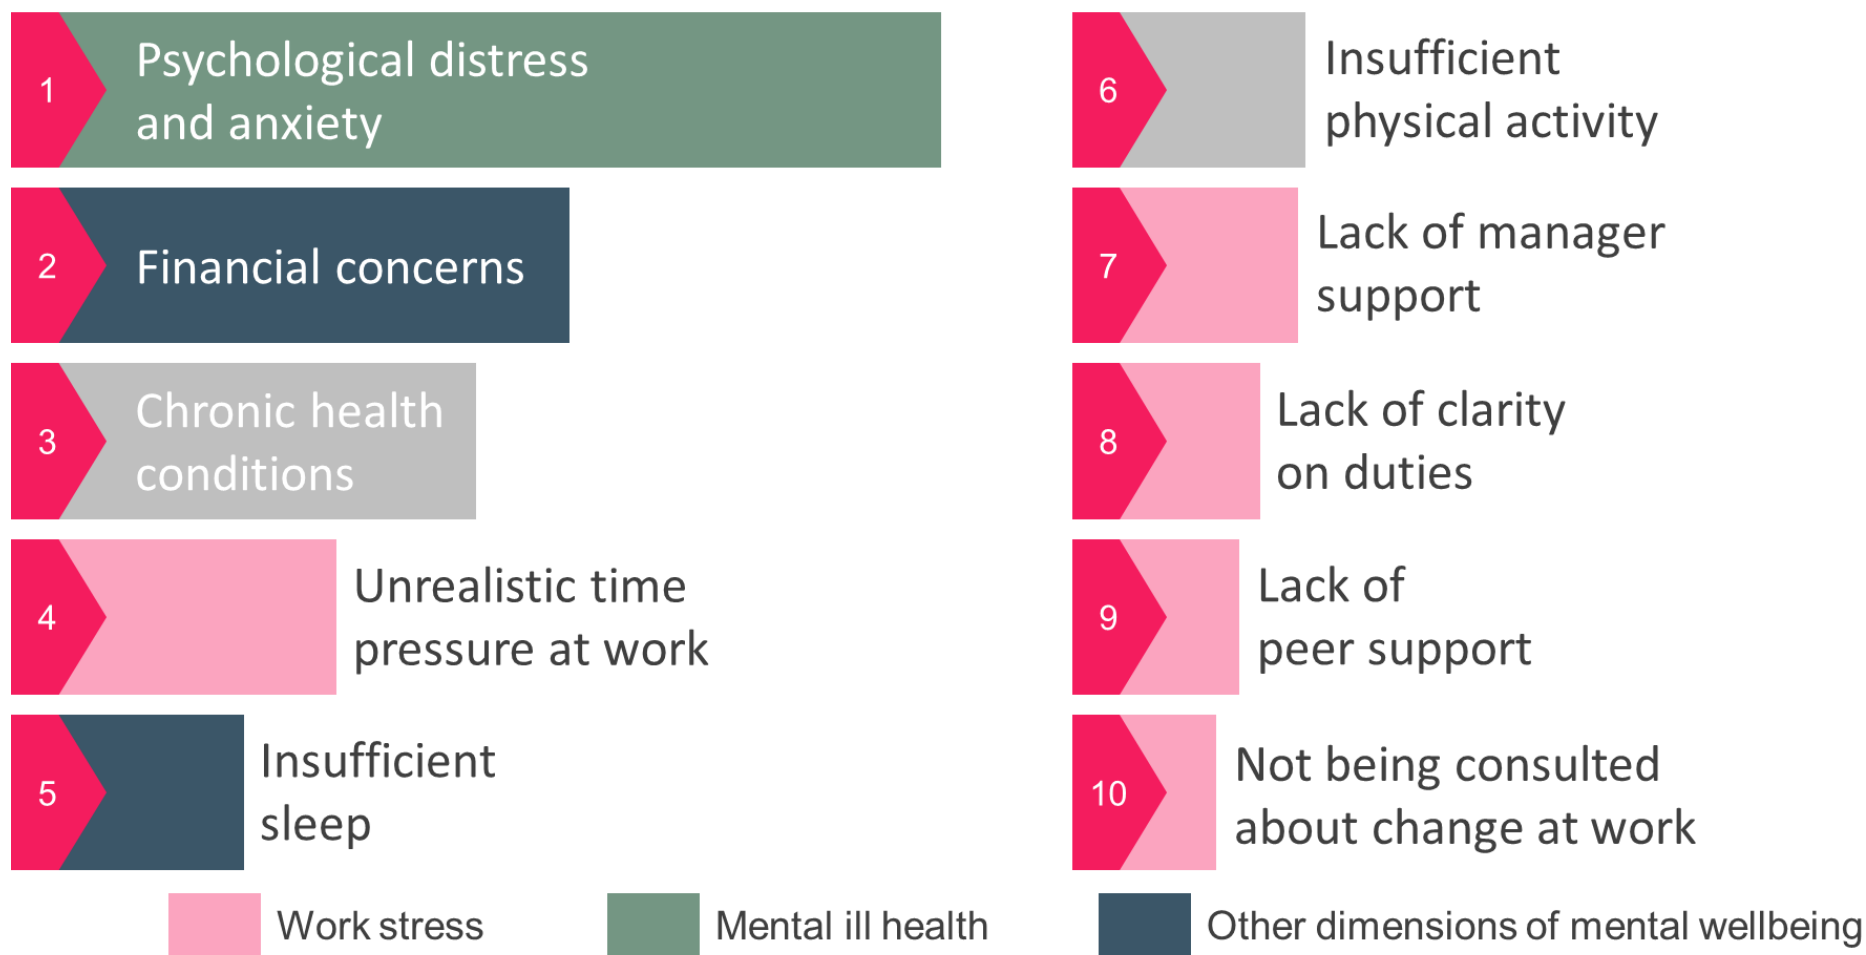 1
Psychological distress
and anxiety
2
Financial concerns
3
Chronic health
conditions
4
Unrealistic time
pressure at work
5
Insufficient
sleep
6
Insufficient
physical activity
7
Lack of manager
support
8
Lack of clarity
on duties
9
Lack of
peer support
10
Not being consulted
about change at work
Work stress
Mental ill health
Other dimensions of mental wellbeing